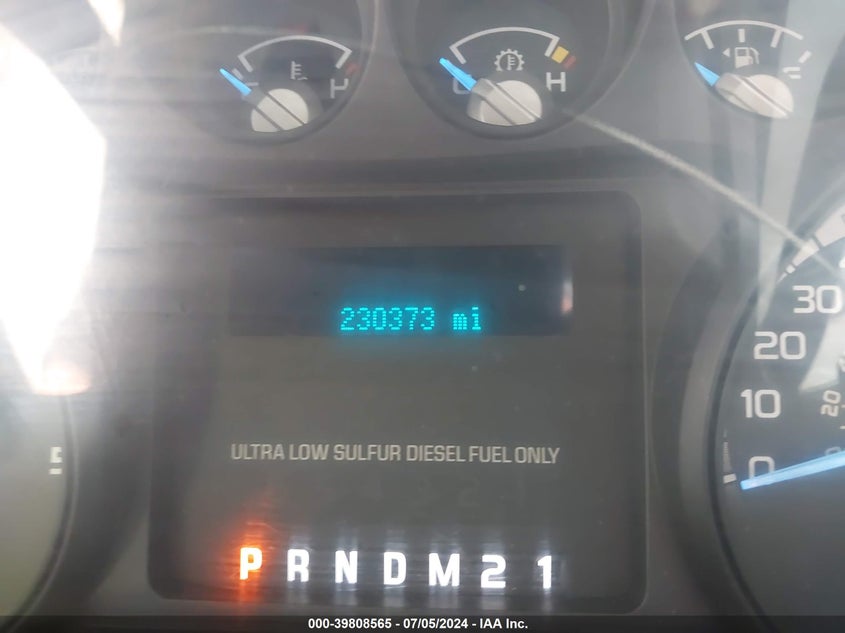 H
H
230373 mi
30
20
10
0
20
ULTRA LOW SULFUR DIESEL FUEL ONLY
P R N D M 2 1
000-39808565 - 07/05/2024 - IAA Inc.